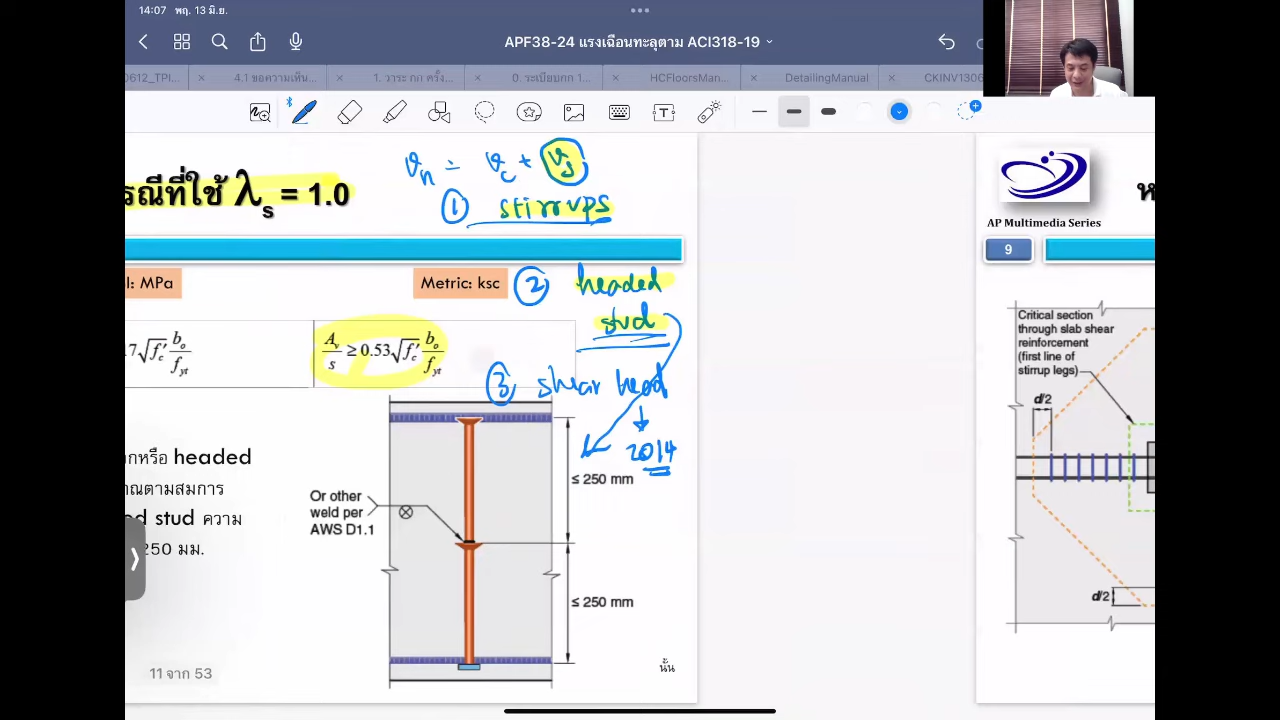 14:07 พฤ. 13 มิ.ย.
APF38-24 แรงเฉือนทะลุตาม ACI318-19
0612_TPI...
4.1 ขอความเห็น...
1. วาระ กก ครั้ง...
0. ระเบียบกก 1...
HCFloorsMan...
DetailingManual
CKINV1306
รณีที่ใช้ λs = 1.0
vn = vc + vs
① stirrups
l: MPa
Metric: ksc
② headed
stud
7√fc′ bo/fyt
Av/s ≥ 0.53√fc′ bo/fyt
③ shear head
2014
กหรือ headed
าณตามสมการ
ed stud ความ
250 มม.
Or other
weld per
AWS D1.1
≤ 250 mm
≤ 250 mm
นั้น
11 จาก 53
AP Multimedia Series
ห
9
Critical section
through slab shear
reinforcement
(first line of
stirrup legs)
d/2
d/2